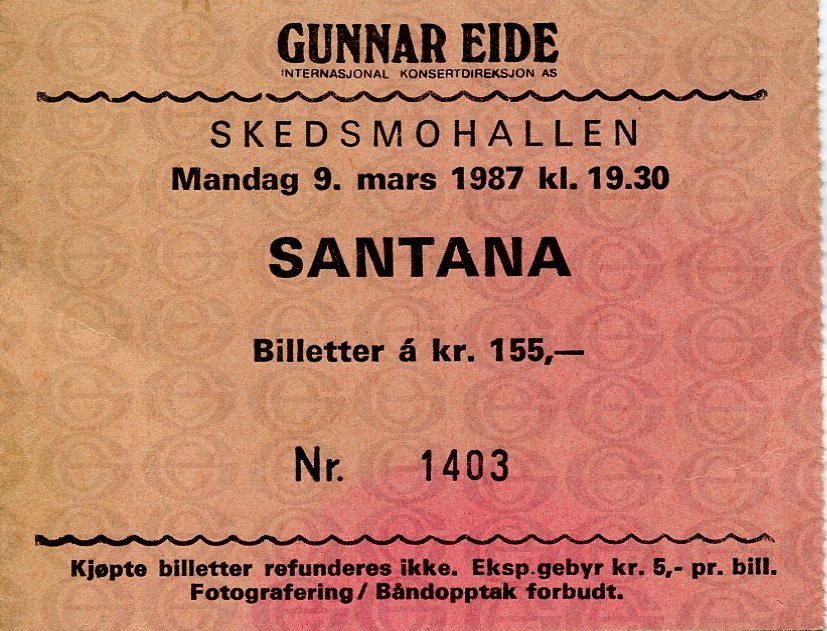 GUNNAR EIDE
INTERNASJONAL KONSERTDIREKSJON AS
SKEDSMOHALLEN
Mandag 9. mars 1987 kl. 19.30
SANTANA
Billetter á kr. 155,—
Nr. 1403
Kjøpte billetter refunderes ikke. Eksp.gebyr kr. 5,- pr. bill.
Fotografering / Båndopptak forbudt.